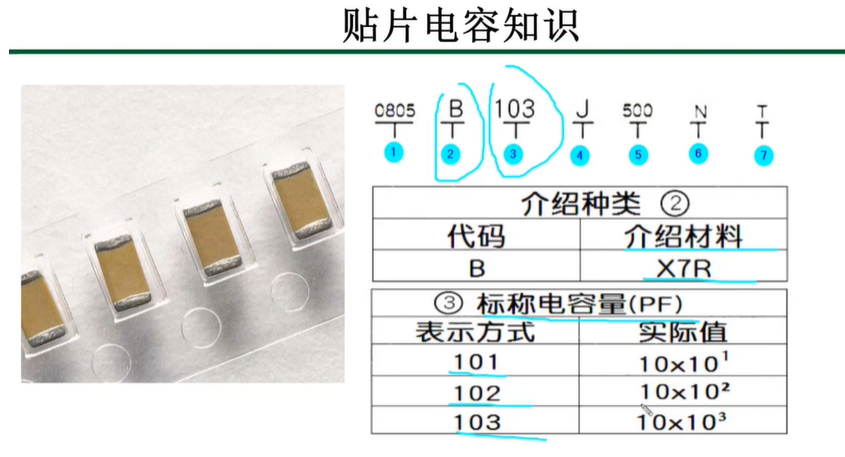 贴片电容知识
0805 B 103 J 500 N T
1 2 3 4 5 6 7
介绍种类 ②
代码 介绍材料
B X7R
③ 标称电容量(PF)
表示方式 实际值
101 10×10¹
102 10×10²
103 10×10³